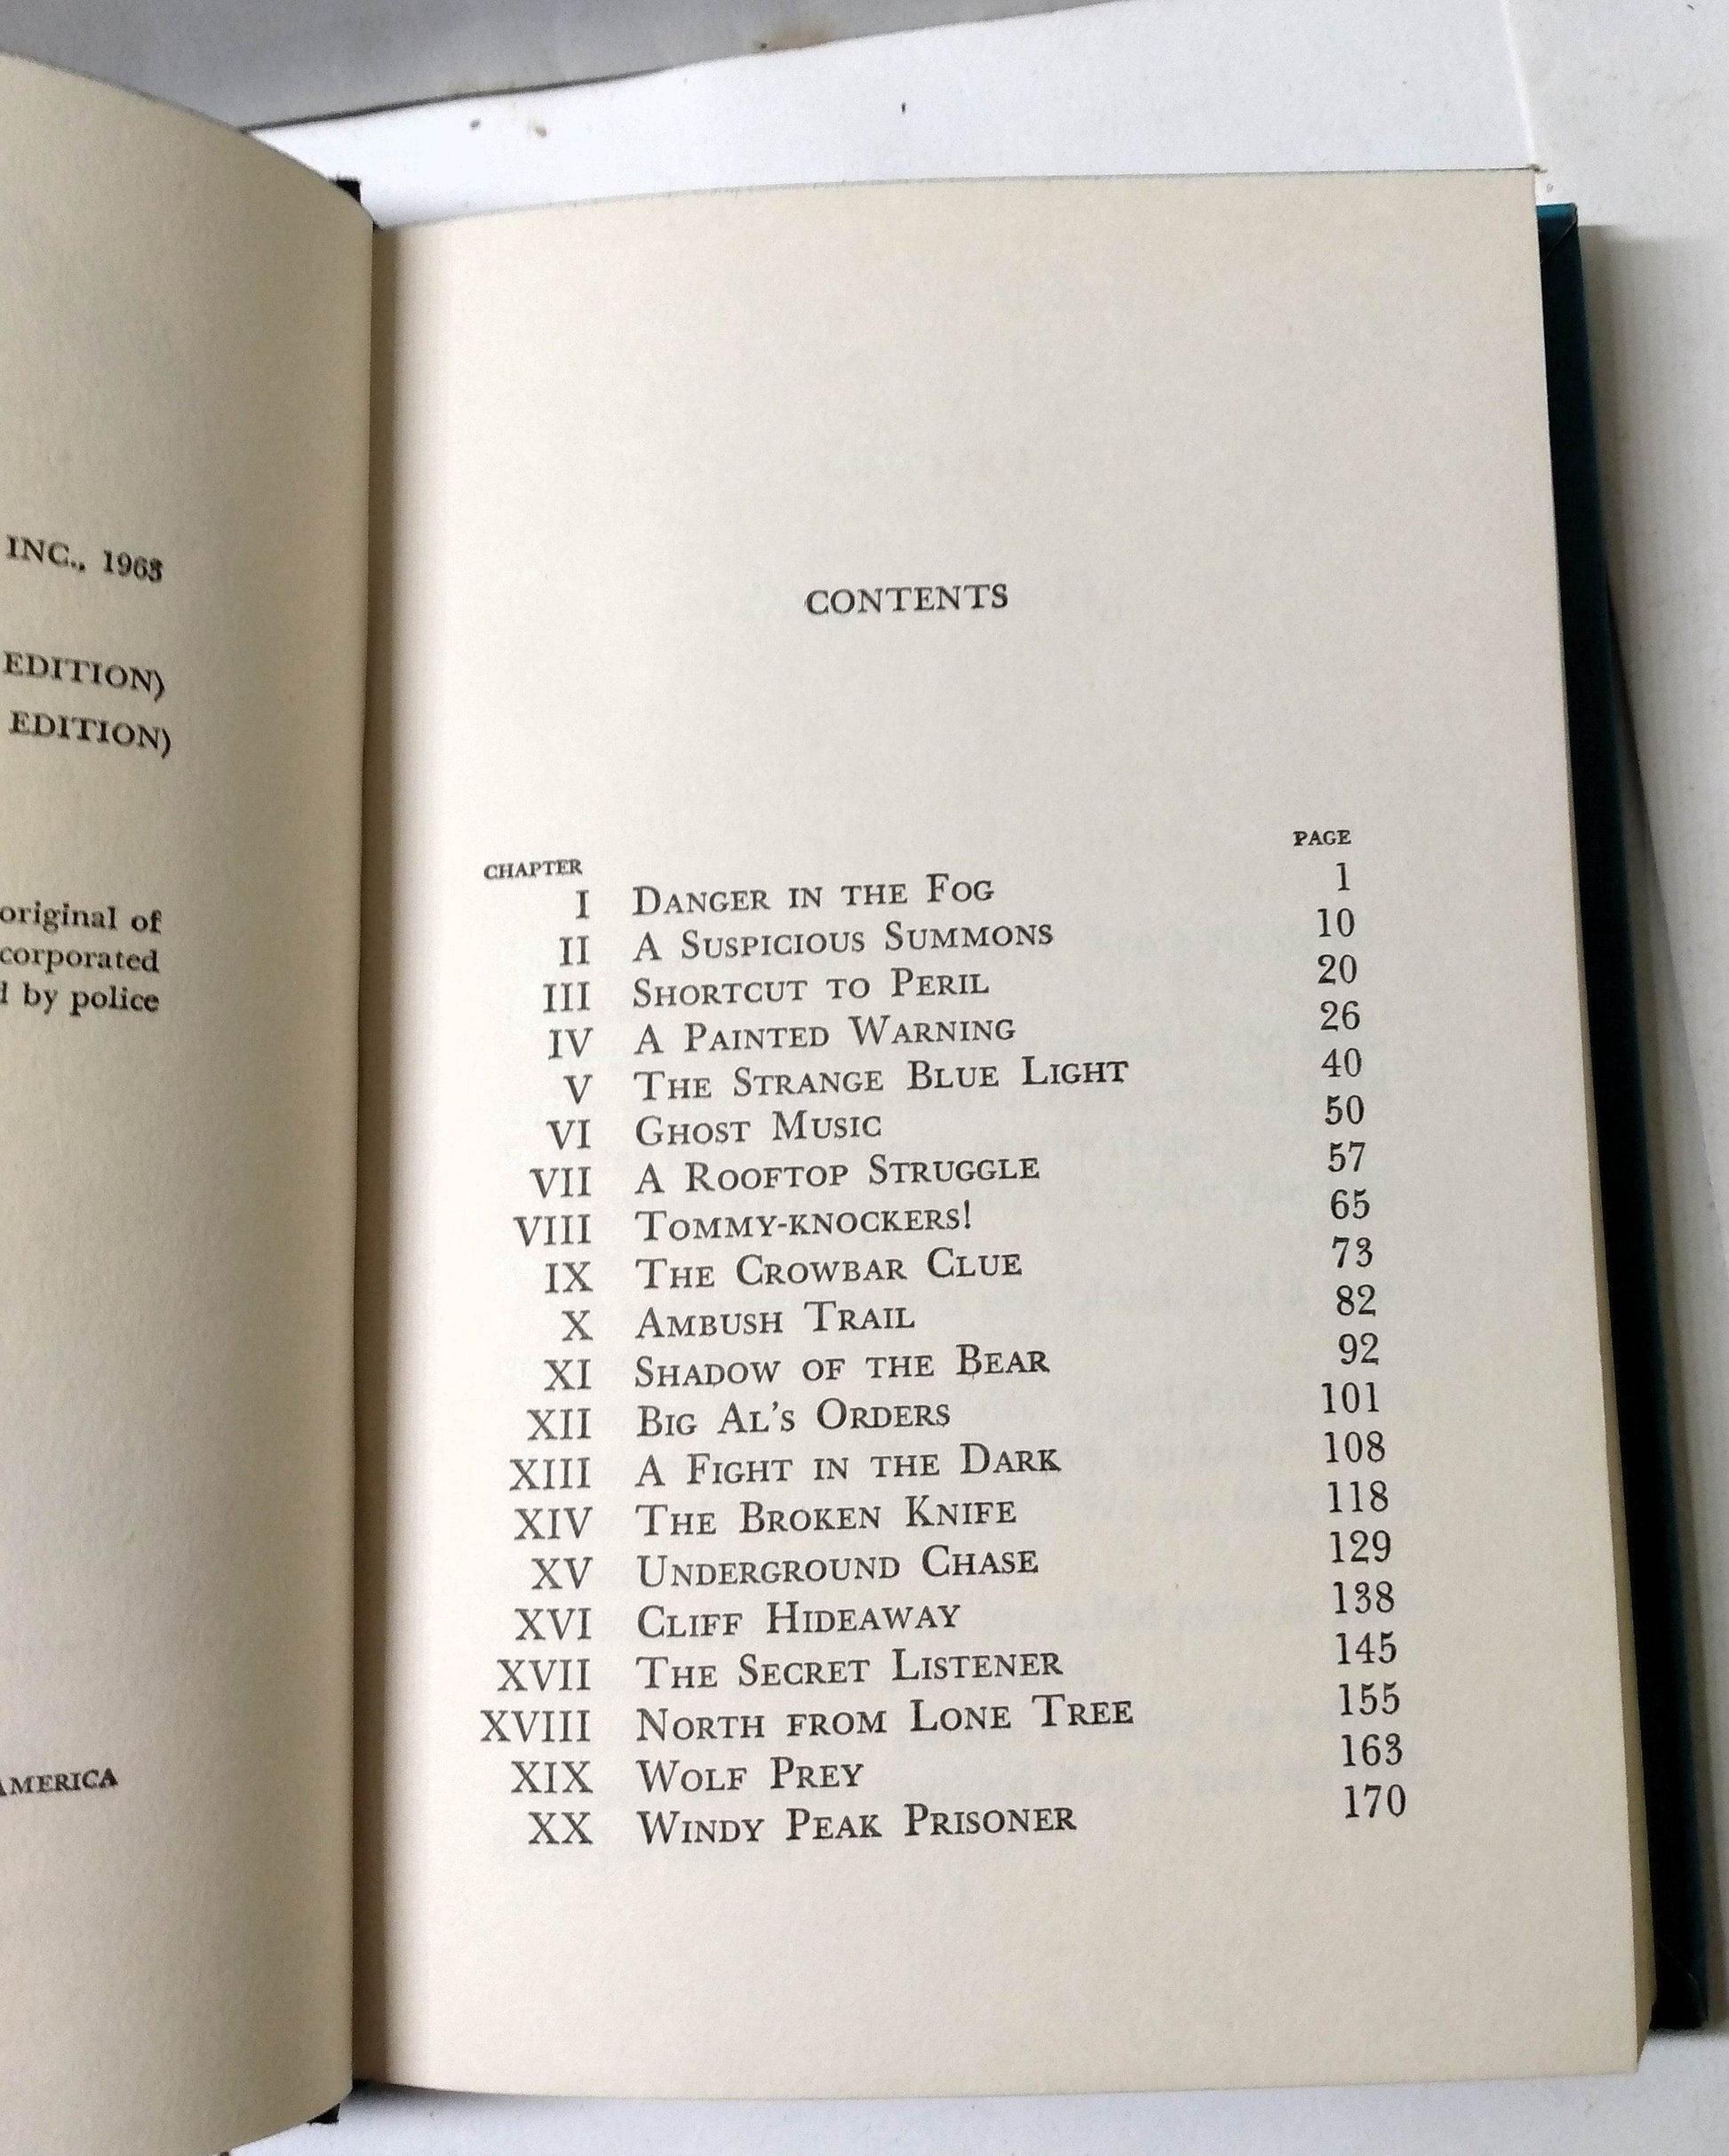 INC., 1963
EDITION)
EDITION)
original of
corporated
by police
AMERICA
CONTENTS
CHAPTER PAGE
I DANGER IN THE FOG 1
II A SUSPICIOUS SUMMONS 10
III SHORTCUT TO PERIL 20
IV A PAINTED WARNING 26
V THE STRANGE BLUE LIGHT 40
VI GHOST MUSIC 50
VII A ROOFTOP STRUGGLE 57
VIII TOMMY-KNOCKERS! 65
IX THE CROWBAR CLUE 73
X AMBUSH TRAIL 82
XI SHADOW OF THE BEAR 92
XII BIG AL'S ORDERS 101
XIII A FIGHT IN THE DARK 108
XIV THE BROKEN KNIFE 118
XV UNDERGROUND CHASE 129
XVI CLIFF HIDEAWAY 138
XVII THE SECRET LISTENER 145
XVIII NORTH FROM LONE TREE 155
XIX WOLF PREY 163
XX WINDY PEAK PRISONER 170